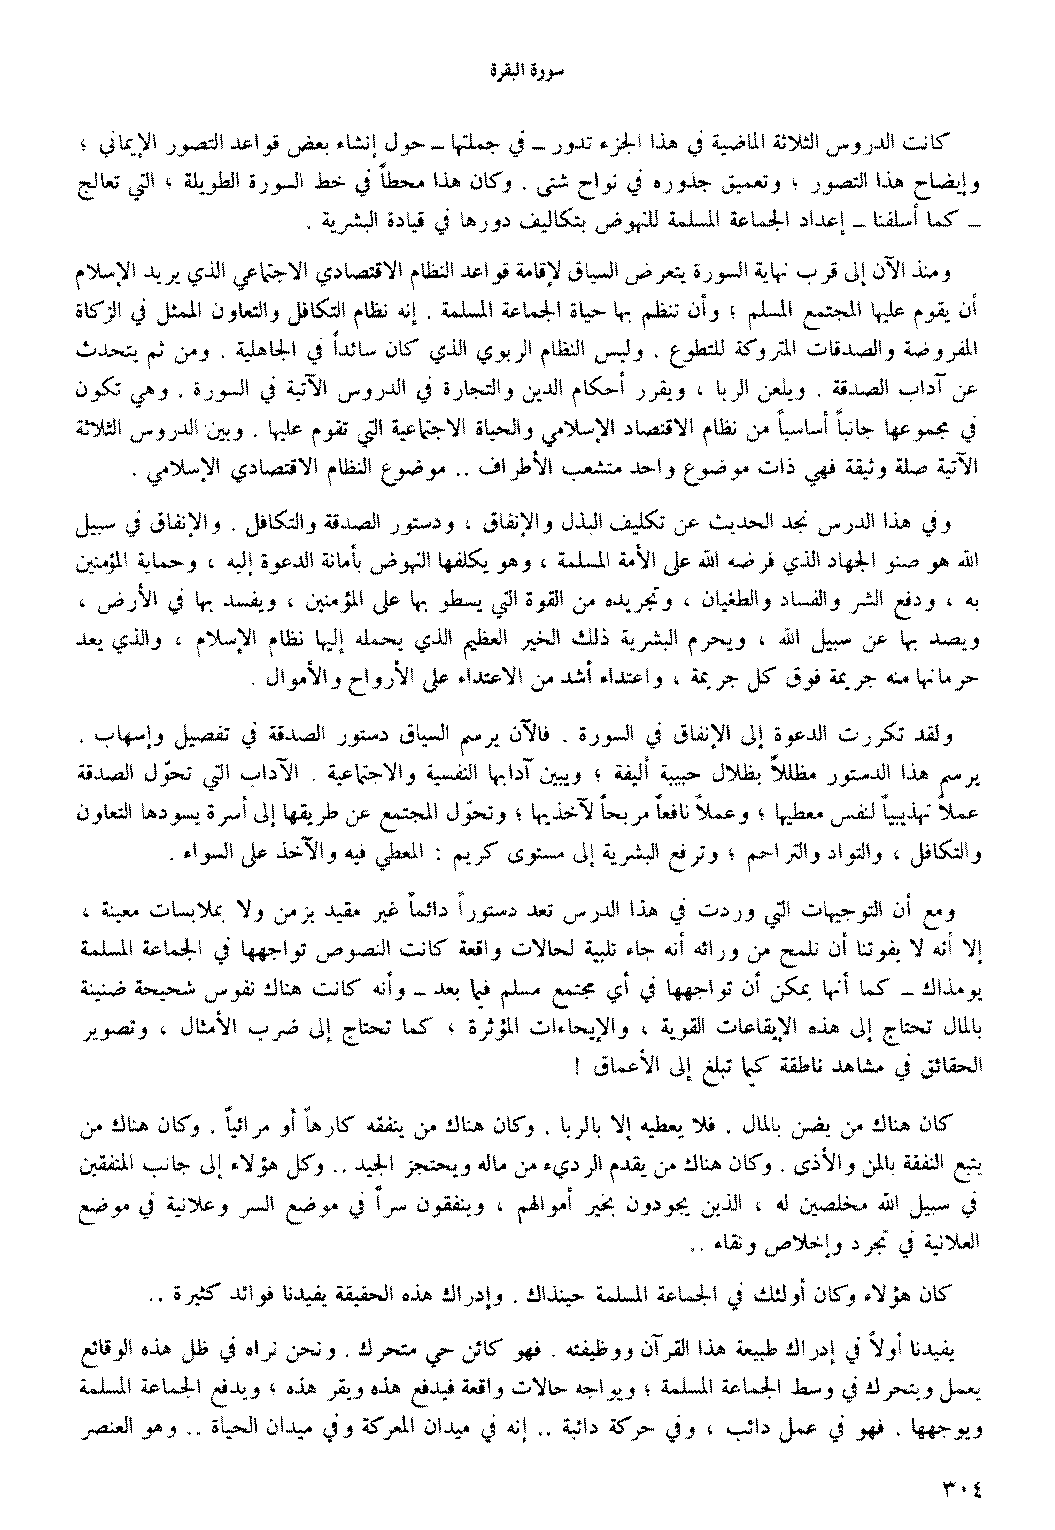 سورة البقرة
كانت الدروس الثلاثة الماضية في هذا الجزء تدور – في جملتها – حول إنشاء بعض قواعد التصور الإيماني ؛
وإيضاح هذا التصور ؛ وتعميق جذوره في نواح شتى . وكان هذا محطاً في خط السورة الطويلة ؛ التي تعالج
– كما أسلفنا – إعداد الجماعة المسلمة للنهوض بتكاليف دورها في قيادة البشرية .
ومنذ الآن إلى قرب نهاية السورة يتعرض السياق لإقامة قواعد النظام الاقتصادي الاجتماعي الذي يريد الإسلام
أن يقوم عليها المجتمع المسلم ؛ وأن تنظم بها حياة الجماعة المسلمة . إنه نظام التكافل والتعاون الممثل في الزكاة
المفروضة والصدقات المتروكة للتطوع . وليس النظام الربوي الذي كان سائداً في الجاهلية . ومن ثم يتحدث
عن آداب الصدقة . ويلعن الربا ، ويقرر أحكام الدين والتجارة في الدروس الآتية في السورة . وهي تكون
في مجموعها جانباً أساسياً من نظام الاقتصاد الإسلامي والحياة الاجتماعية التي تقوم عليها . وبين الدروس الثلاثة
الآتية صلة وثيقة فهي ذات موضوع واحد متشعب الأطراف .. موضوع النظام الاقتصادي الإسلامي .
وفي هذا الدرس نجد الحديث عن تكليف البذل والإنفاق ، ودستور الصدقة والتكافل . والإنفاق في سبيل
الله هو صنو الجهاد الذي فرضه الله على الأمة المسلمة ، وهو يكلفها النهوض بأمانة الدعوة إليه ، وحماية المؤمنين
به ، ودفع الشر والفساد والطغيان ، وتجريده من القوة التي يسطو بها على المؤمنين ، ويفسد بها في الأرض ،
ويصد بها عن سبيل الله ، ويحرم البشرية ذلك الخير العظيم الذي يحمله إليها نظام الإسلام ، والذي يعد
حرمانها منه جريمة فوق كل جريمة ، واعتداء أشد من الاعتداء على الأرواح والأموال .
ولقد تكررت الدعوة إلى الإنفاق في السورة . فالآن يرسم السياق دستور الصدقة في تفصيل وإسهاب .
يرسم هذا الدستور مظللاً بظلال حبيبة أليفة ؛ ويبين آدابها النفسية والاجتماعية . الآداب التي تحوّل الصدقة
عملاً تهذيبياً لنفس معطيها ؛ وعملاً نافعاً مربحاً لآخذيها ؛ وتحوّل المجتمع عن طريقها إلى أسرة يسودها التعاون
والتكافل ، والتواد والتراحم ؛ وترفع البشرية إلى مستوى كريم : المعطي فيه والآخذ على السواء .
ومع أن التوجيهات التي وردت في هذا الدرس تعد دستوراً دائماً غير مقيد بزمن ولا بملابسات معينة ،
إلا أنه لا يفوتنا أن نلمح من ورائه أنه جاء تلبية لحالات واقعة كانت النصوص تواجهها في الجماعة المسلمة
يومذاك – كما أنها يمكن أن تواجهها في أي مجتمع مسلم فيما بعد – وأنه كانت هناك نفوس شحيحة ضنينة
بالمال تحتاج إلى هذه الإيقاعات القوية ، والإيحاءات المؤثرة ؛ كما تحتاج إلى ضرب الأمثال ، وتصوير
الحقائق في مشاهد ناطقة كيما تبلغ إلى الأعماق !
كان هناك من يضن بالمال . فلا يعطيه إلا بالربا . وكان هناك من ينفقه كارهاً أو مرائياً . وكان هناك من
يتبع النفقة بالمن والأذى . وكان هناك من يقدم الرديء من ماله ويحتجز الجيد .. وكل هؤلاء إلى جانب المنفقين
في سبيل الله مخلصين له ، الذين يجودون بخير أموالهم ، وينفقون سراً في موضع السر وعلانية في موضع
العلانية في تجرد وإخلاص ونقاء ..
كان هؤلاء وكان أولئك في الجماعة المسلمة حينذاك . وإدراك هذه الحقيقة يفيدنا فوائد كثيرة ..
يفيدنا أولاً في إدراك طبيعة هذا القرآن ووظيفته . فهو كائن حي متحرك . ونحن نراه في ظل هذه الوقائع
يعمل ويتحرك في وسط الجماعة المسلمة ؛ ويواجه حالات واقعة فيدفع هذه ويقر هذه ؛ ويدفع الجماعة المسلمة
ويوجهها . فهو في عمل دائب ، وفي حركة دائبة .. إنه في ميدان المعركة وفي ميدان الحياة .. وهو العنصر
٣٠٤